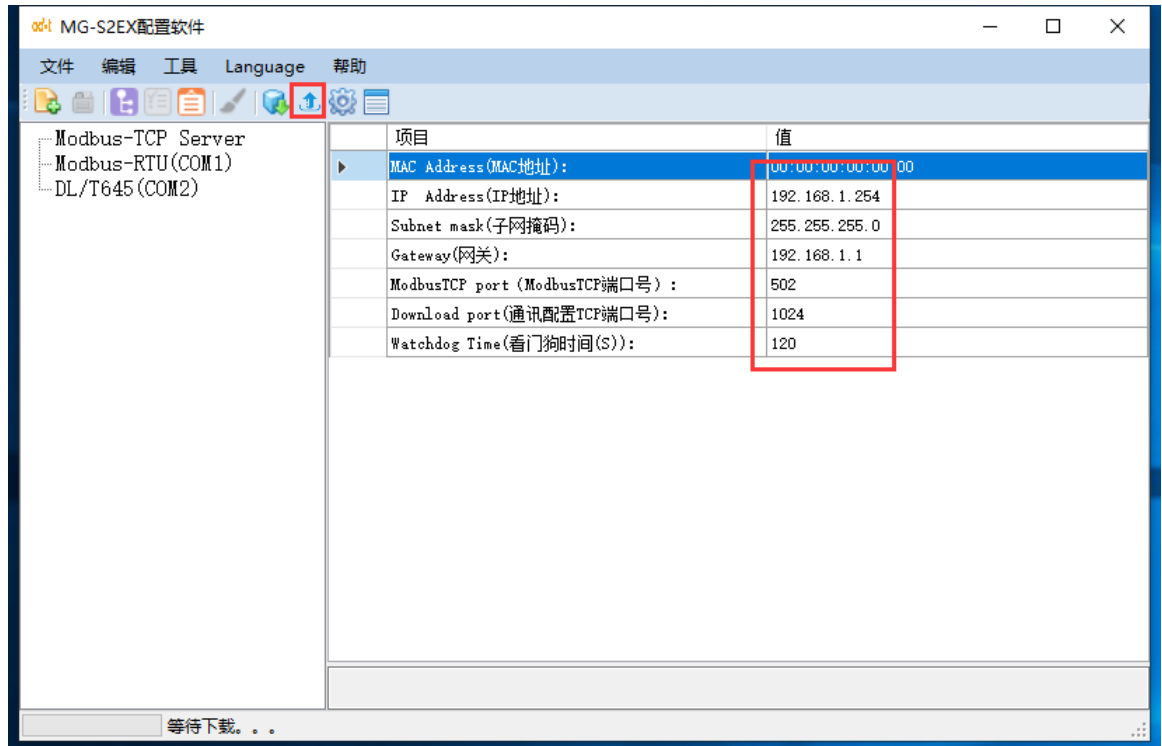 odot MG-S2EX配置软件
文件 编辑 工具 Language 帮助
Modbus-TCP Server
Modbus-RTU(COM1)
DL/T645(COM2)
项目 值
MAC Address(MAC地址): 00:00:00:00:00:00
IP Address(IP地址): 192.168.1.254
Subnet mask(子网掩码): 255.255.255.0
Gateway(网关): 192.168.1.1
ModbusTCP port (ModbusTCP端口号) : 502
Download port(通讯配置TCP端口号): 1024
Watchdog Time(看门狗时间(S)): 120
等待下载。。。